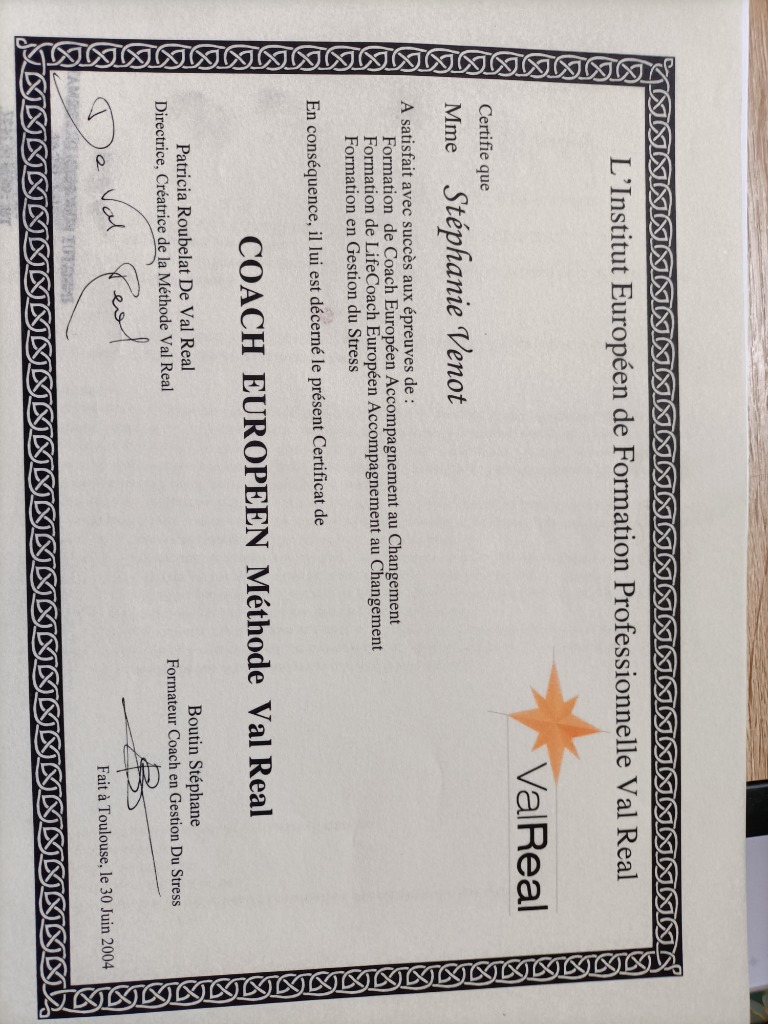 L'Institut Européen de Formation Professionnelle Val Real
ValReal
Certifie que
Mme Stéphanie Venot
A satisfait avec succès aux épreuves de :
Formation de Coach Européen Accompagnement au Changement
Formation de LifeCoach Européen Accompagnement au Changement
Formation en Gestion du Stress
En conséquence, il lui est décerné le présent Certificat de
COACH EUROPEEN Méthode Val Real
Patricia Roubelat De Val Real
Directrice, Créatrice de la Méthode Val Real
De Val Real
Boutin Stéphane
Formateur Coach en Gestion Du Stress
Fait à Toulouse, le 30 Juin 2004